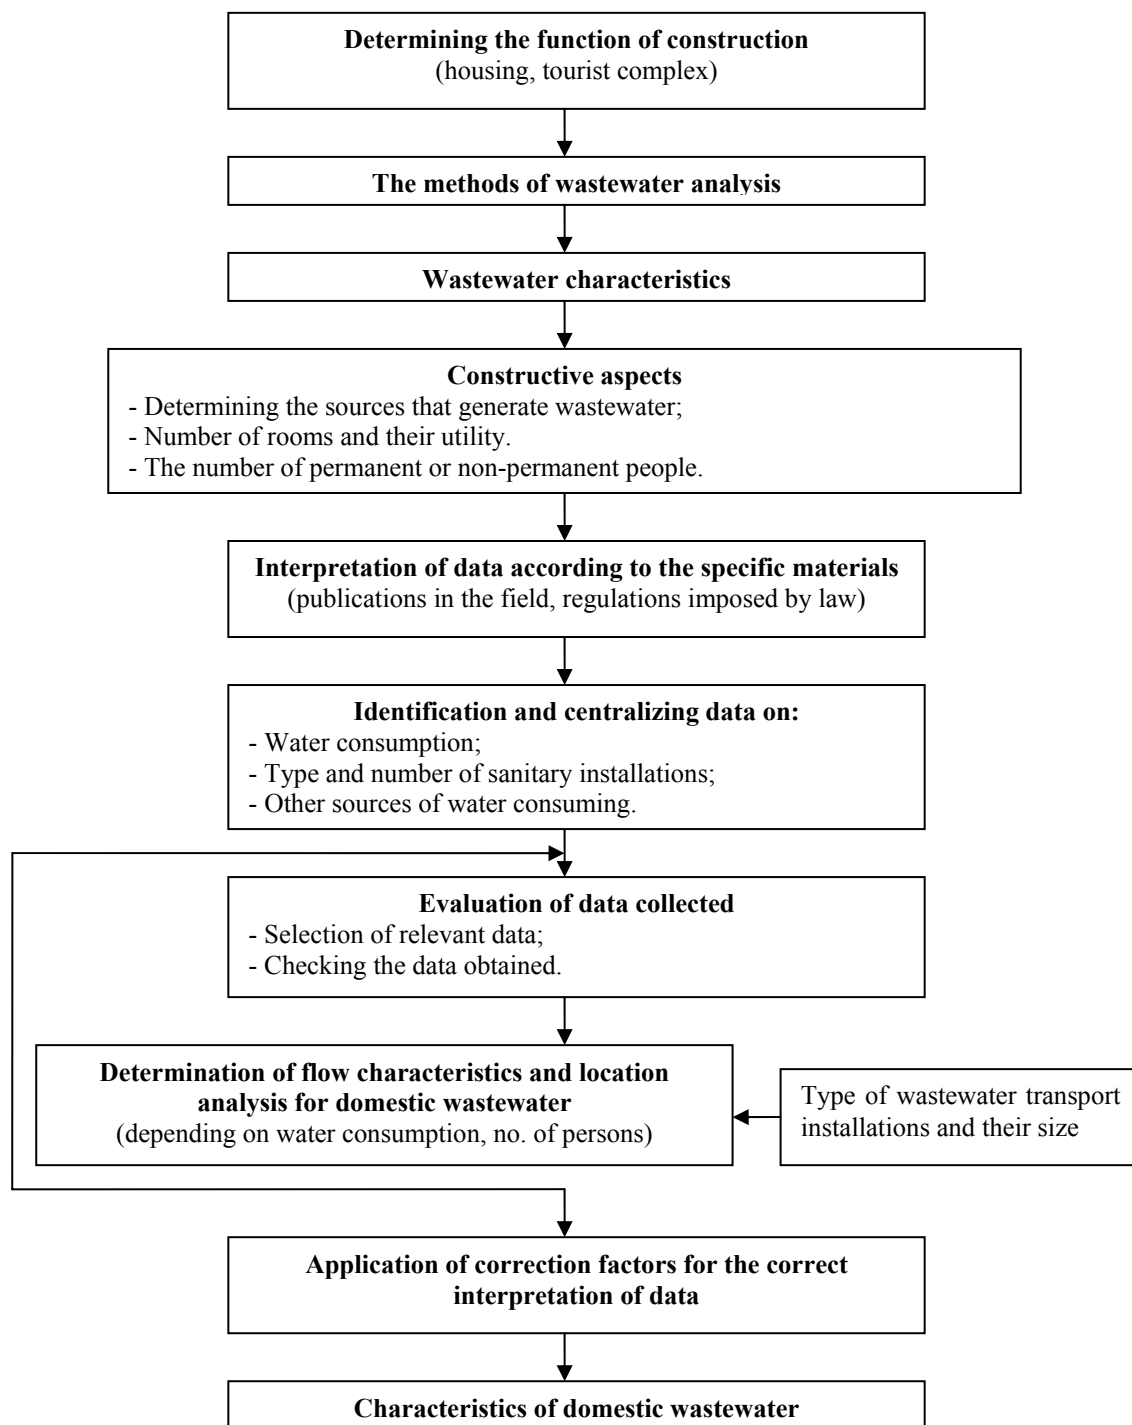 Determining the function of construction
(housing, tourist complex)
The methods of wastewater analysis
Wastewater characteristics
Constructive aspects
- Determining the sources that generate wastewater;
- Number of rooms and their utility.
- The number of permanent or non-permanent people.
Interpretation of data according to the specific materials
(publications in the field, regulations imposed by law)
Identification and centralizing data on:
- Water consumption;
- Type and number of sanitary installations;
- Other sources of water consuming.
Evaluation of data collected
- Selection of relevant data;
- Checking the data obtained.
Determination of flow characteristics and location
analysis for domestic wastewater
(depending on water consumption, no. of persons)
Type of wastewater transport
installations and their size
Application of correction factors for the correct
interpretation of data
Characteristics of domestic wastewater